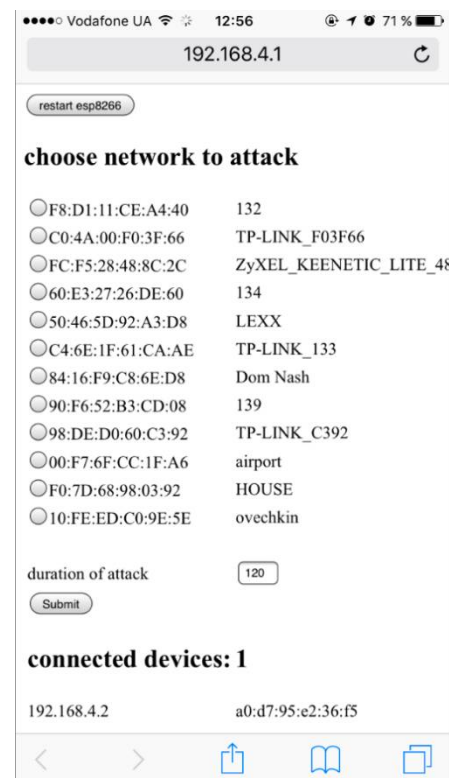 Vodafone UA 12:56 71 %
192.168.4.1
restart esp8266
choose network to attack
F8:D1:11:CE:A4:40 132
C0:4A:00:F0:3F:66 TP-LINK_F03F66
FC:F5:28:48:8C:2C ZyXEL_KEENETIC_LITE_48
60:E3:27:26:DE:60 134
50:46:5D:92:A3:D8 LEXX
C4:6E:1F:61:CA:AE TP-LINK_133
84:16:F9:C8:6E:D8 Dom Nash
90:F6:52:B3:CD:08 139
98:DE:D0:60:C3:92 TP-LINK_C392
00:F7:6F:CC:1F:A6 airport
F0:7D:68:98:03:92 HOUSE
10:FE:ED:C0:9E:5E ovechkin
duration of attack 120
Submit
connected devices: 1
192.168.4.2 a0:d7:95:e2:36:f5